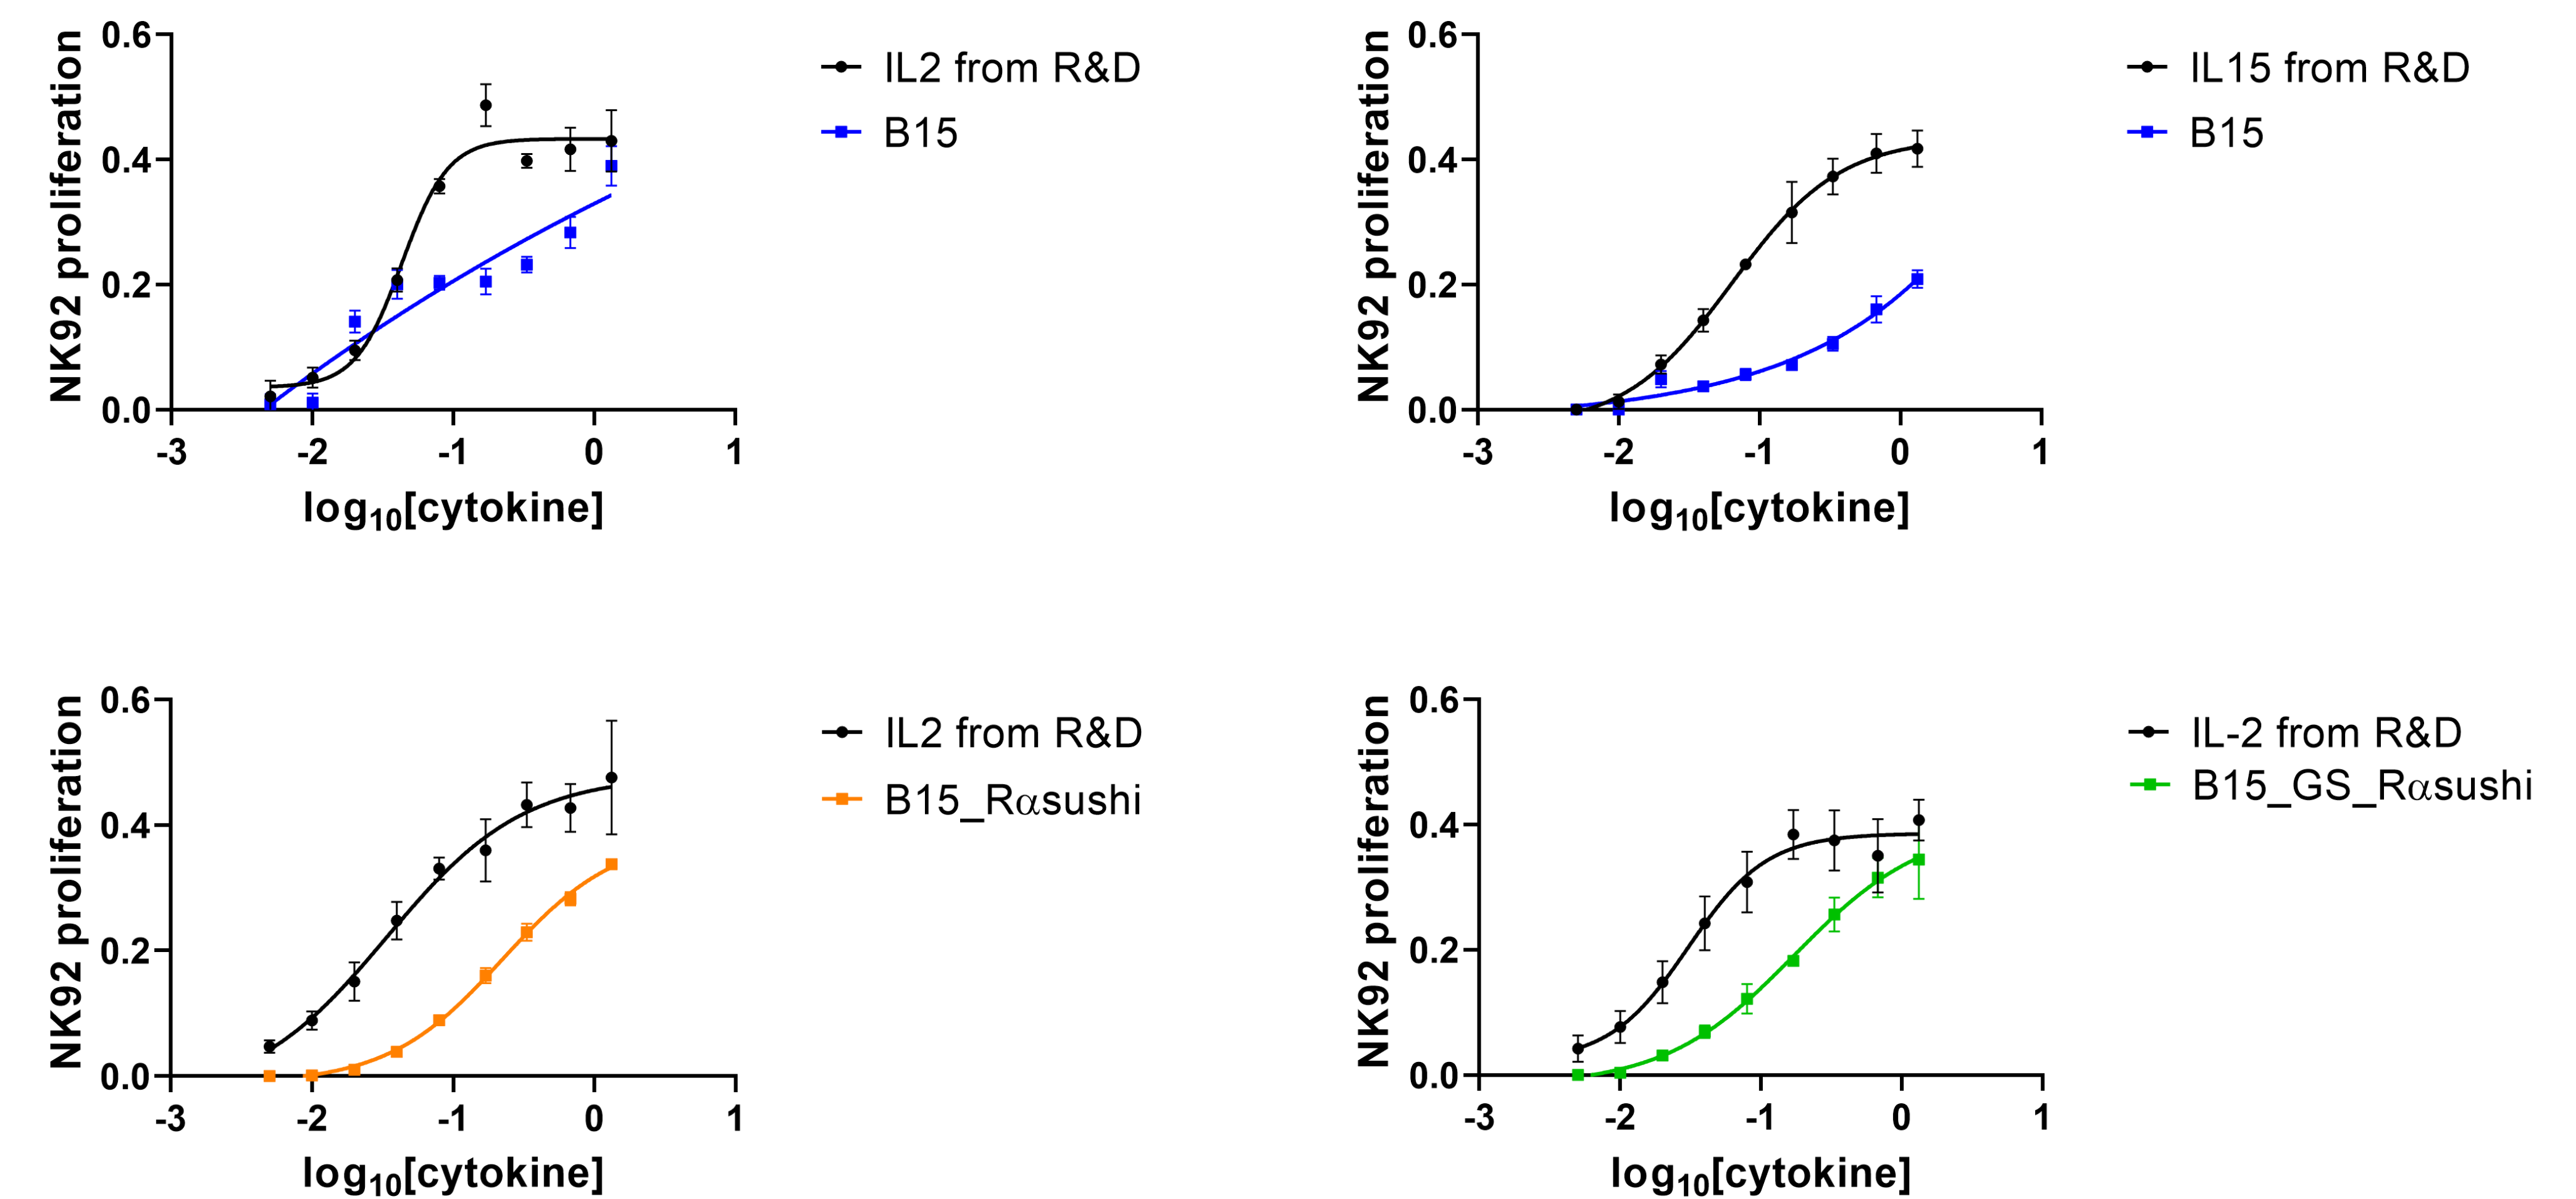 NK92 proliferation
0.6
0.4
0.2
0.0
-3 -2 -1 0 1
log10[cytokine]
IL2 from R&D
B15
NK92 proliferation
0.6
0.4
0.2
0.0
-3 -2 -1 0 1
log10[cytokine]
IL15 from R&D
B15
NK92 proliferation
0.6
0.4
0.2
0.0
-3 -2 -1 0 1
log10[cytokine]
IL2 from R&D
B15_Rαsushi
NK92 proliferation
0.6
0.4
0.2
0.0
-3 -2 -1 0 1
log10[cytokine]
IL-2 from R&D
B15_GS_Rαsushi